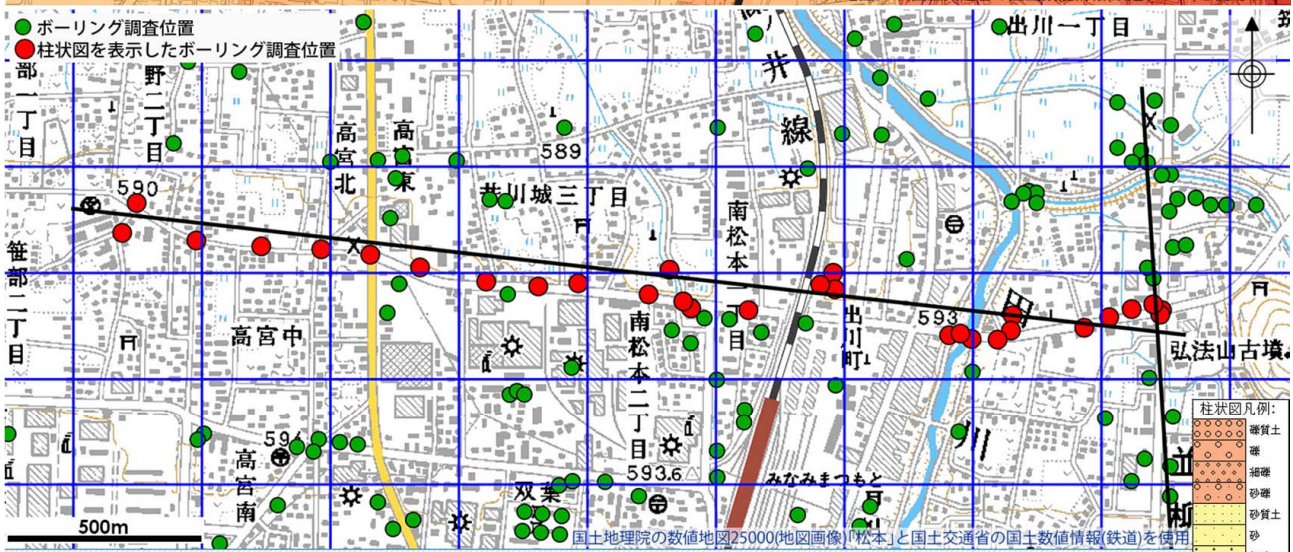 ボーリング調査位置
柱状図を表示したボーリング調査位置
出川一丁目
部一丁目
野二丁目
井
線
高宮北
高宮東
589
590
井川城三丁目
南松本一丁目
笹部二丁目
高宮中
南松本二丁目
出川町
593
田
川
弘法山古墳
高宮南
593.6
双葉
みなみまつもと
並柳
500m
国土地理院の数値地図25000(地図画像)「松本」と国土交通省の国土数値情報(鉄道)を使用
柱状図凡例:
礫質土
礫
細礫
砂礫
砂質土
砂